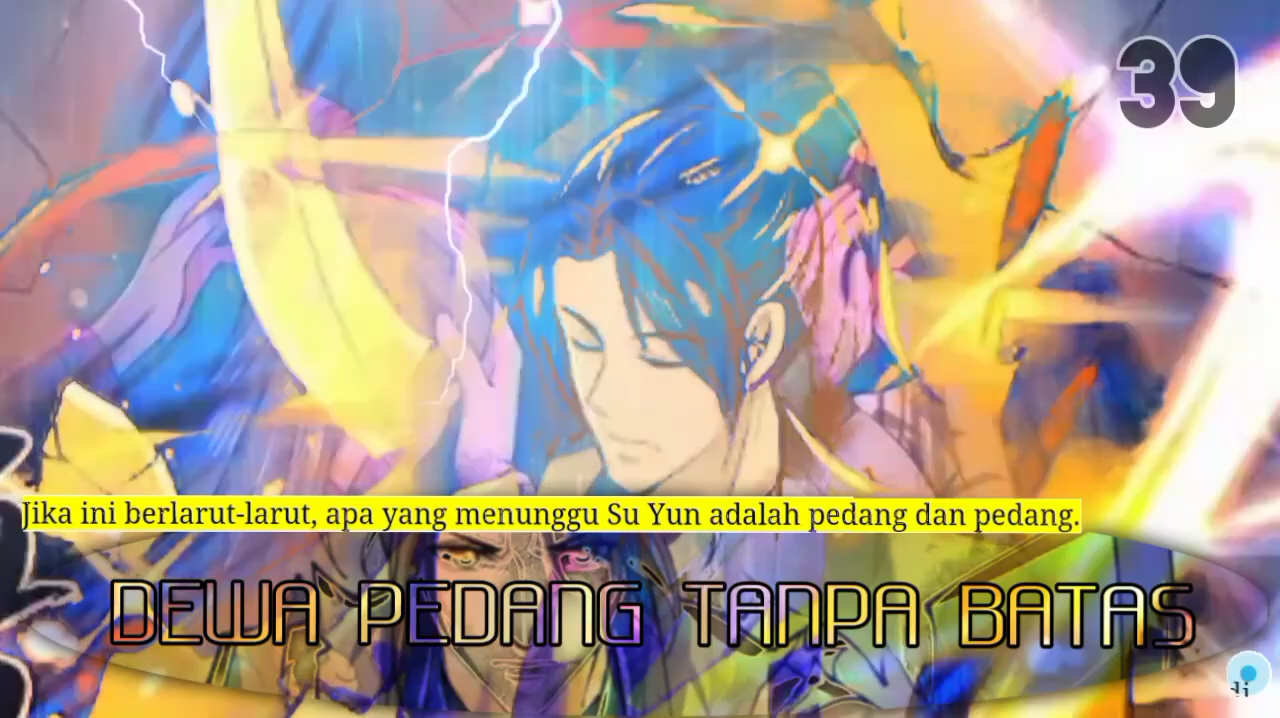 39
Jika ini berlarut-larut, apa yang menunggu Su Yun adalah pedang dan pedang.
DEWA PEDANG TANPA BATAS